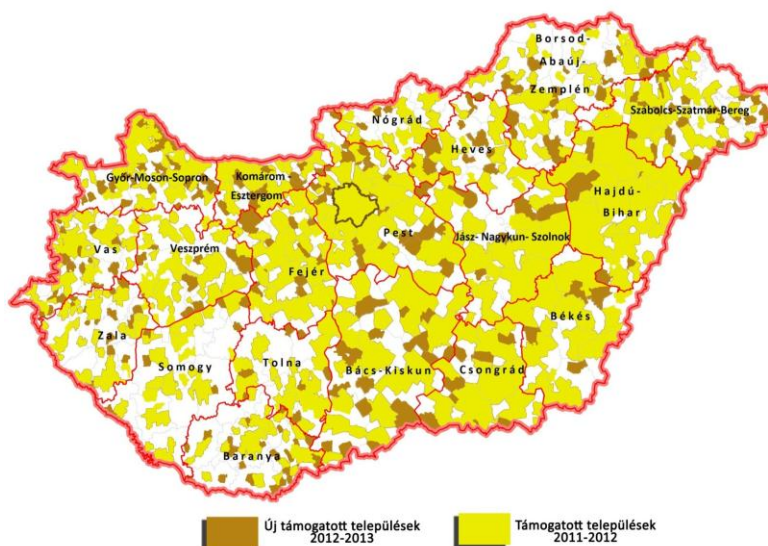 Borsod-
Abaúj-
Zemplén
Szabolcs-Szatmár-Bereg
Nógrád
Heves
Győr-Moson-Sopron
Komárom -
Esztergom
Hajdú-
Bihar
Pest
Jász- Nagykun- Szolnok
Vas
Veszprém
Fejér
Békés
Zala
Somogy
Tolna
Bács-Kiskun
Csongrád
Baranya
Új támogatott települések
2012-2013
Támogatott települések
2011-2012